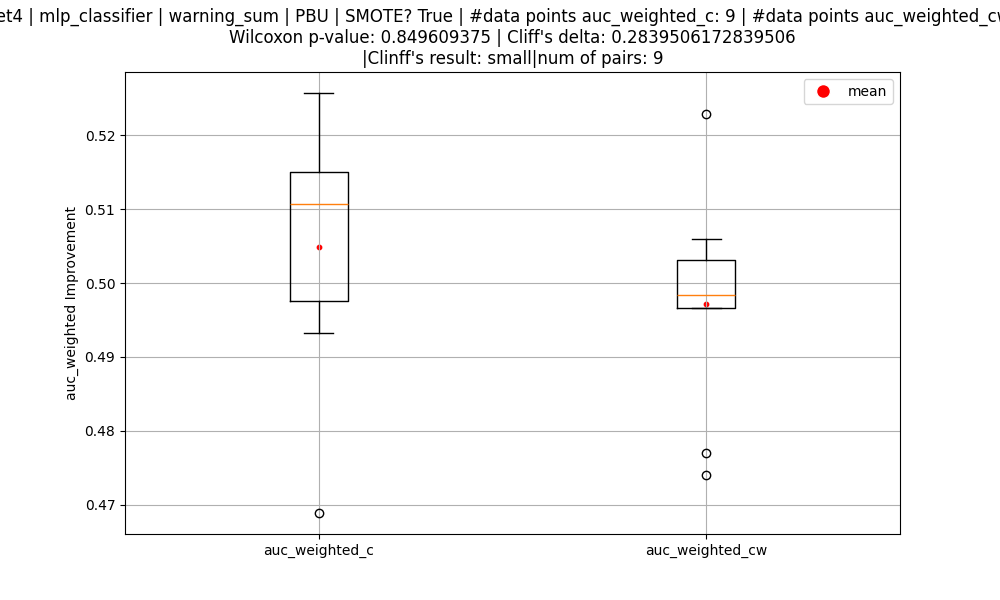 et4 | mlp_classifier | warning_sum | PBU | SMOTE? True | #data points auc_weighted_c: 9 | #data points auc_weighted_cw
Wilcoxon p-value: 0.849609375 | Cliff's delta: 0.2839506172839506
|Clinff's result: small|num of pairs: 9
mean
0.52
0.51
0.50
0.49
0.48
0.47
auc_weighted Improvement
auc_weighted_c
auc_weighted_cw